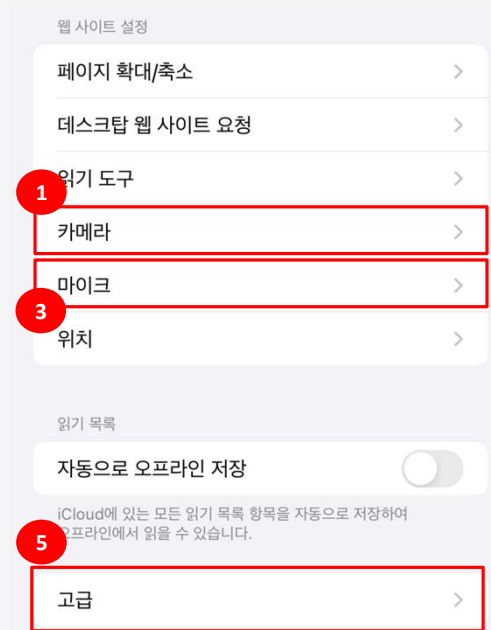 웹 사이트 설정
페이지 확대/축소
데스크탑 웹 사이트 요청
읽기 도구
1
카메라
마이크
3
위치
읽기 목록
자동으로 오프라인 저장
iCloud에 있는 모든 읽기 목록 항목을 자동으로 저장하여
오프라인에서 읽을 수 있습니다.
5
고급